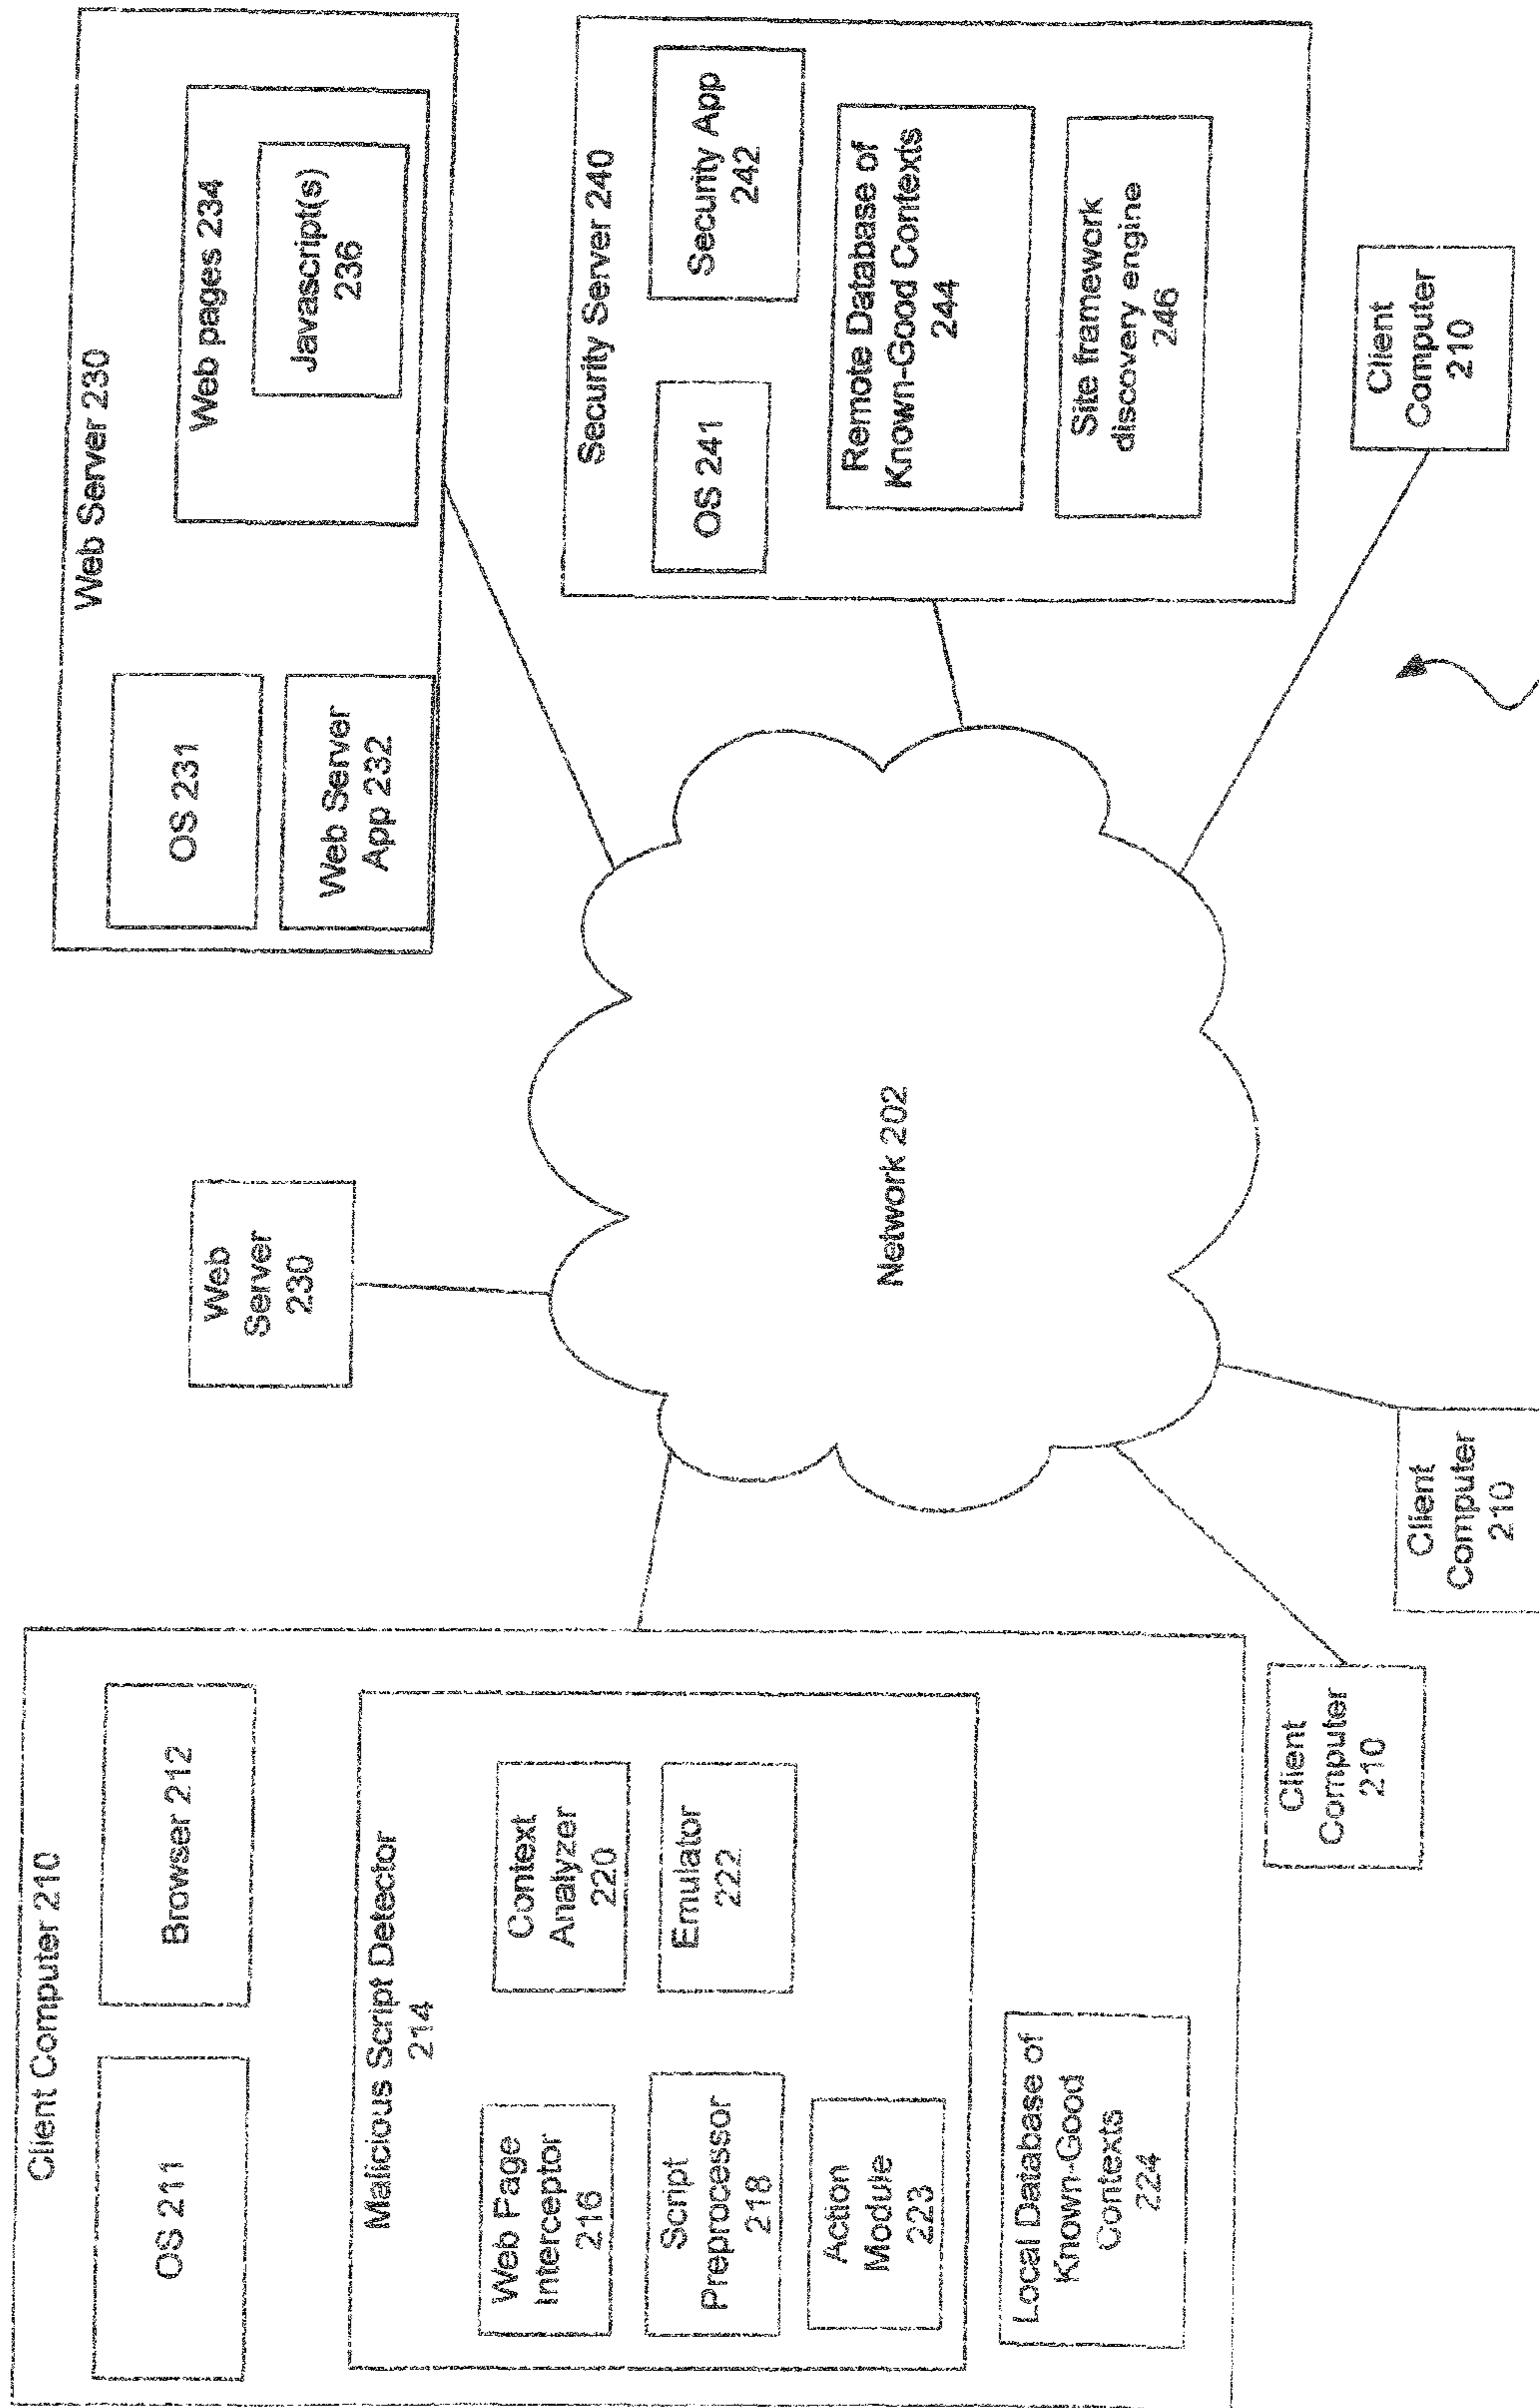 Client Computer 210
OS 211
Browser 212
Malicious Script Detector
214
Web Page
Interceptor
216
Context
Analyzer
220
Script
Preprocessor
218
Emulator
222
Action
Module
223
Local Database of
Known-Good
Contexts
224
Web
Server
230
Web Server 230
OS 231
Web Server
App 232
Web pages 234
Javascript(s)
236
Security Server 240
OS 241
Security App
242
Remote Database of
Known-Good Contexts
244
Site framework
discovery engine
246
Network 202
Client
Computer
210
Client
Computer
210
Client
Computer
210